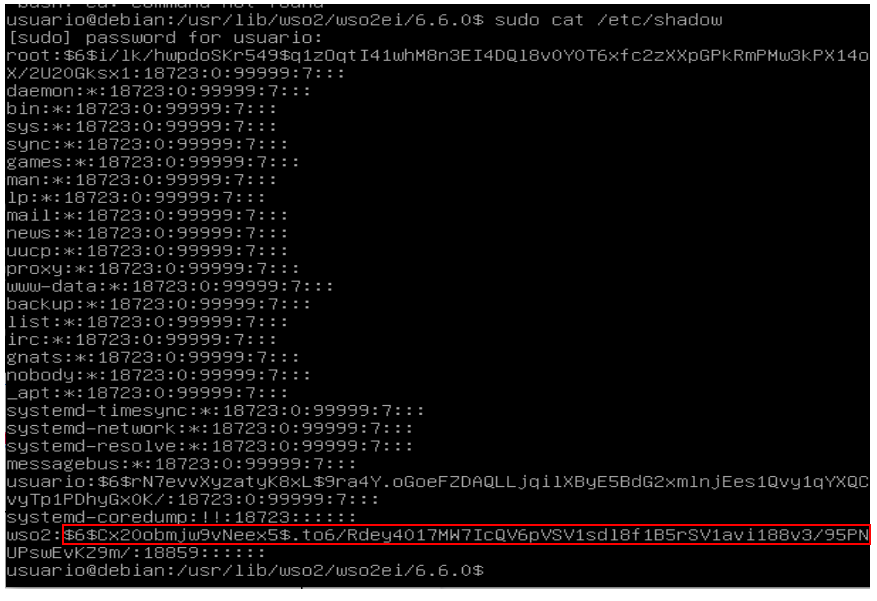 -bash: cd: command not found
usuario@debian:/usr/lib/wso2/wso2ei/6.6.0$ sudo cat /etc/shadow
[sudo] password for usuario:
root:$6$i/lk/hwpdoSKr549$q1zOqtI41whM8n3EI4DQl8v0Y0T6xfc2zXXpGPkRmPMw3kPX14o
X/2U20Gksx1:18723:0:99999:7:::
daemon:*:18723:0:99999:7:::
bin:*:18723:0:99999:7:::
sys:*:18723:0:99999:7:::
sync:*:18723:0:99999:7:::
games:*:18723:0:99999:7:::
man:*:18723:0:99999:7:::
lp:*:18723:0:99999:7:::
mail:*:18723:0:99999:7:::
news:*:18723:0:99999:7:::
uucp:*:18723:0:99999:7:::
proxy:*:18723:0:99999:7:::
www-data:*:18723:0:99999:7:::
backup:*:18723:0:99999:7:::
list:*:18723:0:99999:7:::
irc:*:18723:0:99999:7:::
gnats:*:18723:0:99999:7:::
nobody:*:18723:0:99999:7:::
_apt:*:18723:0:99999:7:::
systemd-timesync:*:18723:0:99999:7:::
systemd-network:*:18723:0:99999:7:::
systemd-resolve:*:18723:0:99999:7:::
messagebus:*:18723:0:99999:7:::
usuario:$6$rN7evvXyzatyK8xL$9ra4Y.oGoeFZDAQLLjqilXByE5BdG2xmlnjEes1Qvy1qYXQC
vyTp1PDhyGx0K/:18723:0:99999:7:::
systemd-coredump:!!:18723::::::
wso2:$6$Cx20obmjw9vNeex5$.to6/Rdey4017MW7IcQV6pVSV1sdl8f1B5rSV1avi188v3/95PN
UPswEvKZ9m/:18859::::::
usuario@debian:/usr/lib/wso2/wso2ei/6.6.0$